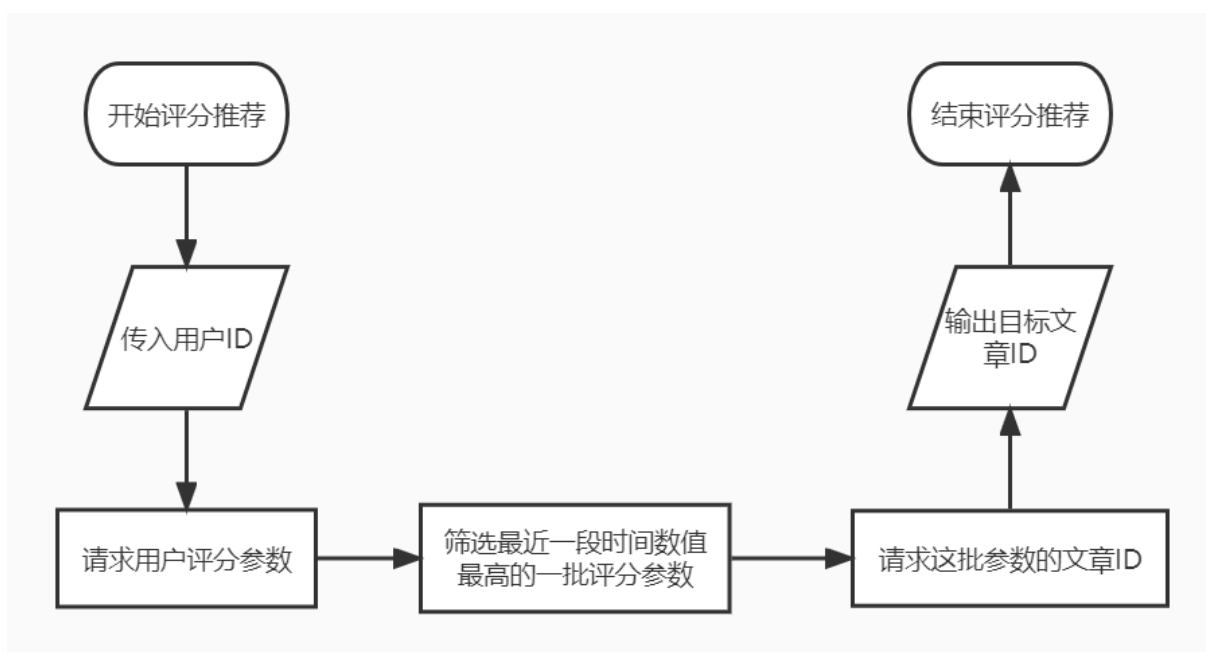 开始评分推荐
传入用户ID
请求用户评分参数
筛选最近一段时间数值
最高的一批评分参数
请求这批参数的文章ID
输出目标文
章ID
结束评分推荐